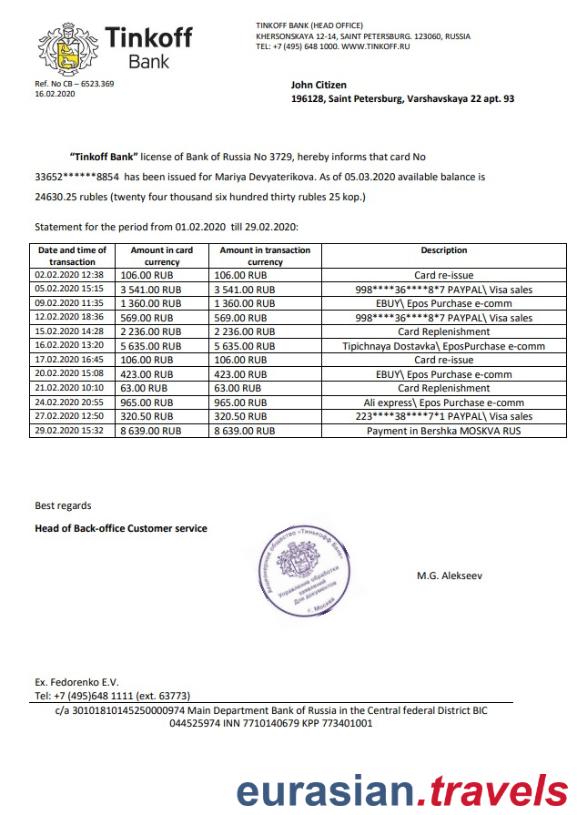 Tinkoff
Bank
TINKOFF BANK (HEAD OFFICE)
KHERSONSKAYA 12-14, SAINT PETERSBURG. 123060, RUSSIA
TEL: +7 (495) 648 1000. WWW.TINKOFF.RU
Ref. No CB – 6523.369
16.02.2020
John Citizen
196128, Saint Petersburg, Varshavskaya 22 apt. 93
“Tinkoff Bank” license of Bank of Russia No 3729, hereby informs that card No
33652******8854 has been issued for Mariya Devyaterikova. As of 05.03.2020 available balance is
24630.25 rubles (twenty four thousand six hundred thirty rubles 25 kop.)
Statement for the period from 01.02.2020 till 29.02.2020:
Date and time of transaction Amount in card currency Amount in transaction currency Description
02.02.2020 12:38 106.00 RUB 106.00 RUB Card re-issue
05.02.2020 15:15 3 541.00 RUB 3 541.00 RUB 998****36****8*7 PAYPAL\ Visa sales
09.02.2020 11:35 1 360.00 RUB 1 360.00 RUB EBUY\ Epos Purchase e-comm
12.02.2020 18:36 569.00 RUB 569.00 RUB 998****36****8*7 PAYPAL\ Visa sales
15.02.2020 14:28 2 236.00 RUB 2 236.00 RUB Card Replenishment
16.02.2020 13:20 5 635.00 RUB 5 635.00 RUB Tipichnaya Dostavka\ EposPurchase e-comm
17.02.2020 16:45 106.00 RUB 106.00 RUB Card re-issue
20.02.2020 15:08 423.00 RUB 423.00 RUB EBUY\ Epos Purchase e-comm
21.02.2020 10:10 63.00 RUB 63.00 RUB Card Replenishment
24.02.2020 20:55 965.00 RUB 965.00 RUB Ali express\ Epos Purchase e-comm
27.02.2020 12:50 320.50 RUB 320.50 RUB 223****38****7*1 PAYPAL\ Visa sales
29.02.2020 15:32 8 639.00 RUB 8 639.00 RUB Payment in Bershka MOSKVA RUS
Best regards
Head of Back-office Customer service
Акционерное общество «Тинькофф Банк»
Управление обработки
заявлений
Для документов
г. Москва
M.G. Alekseev
Ex. Fedorenko E.V.
Tel: +7 (495)648 1111 (ext. 63773)
c/a 30101810145250000974 Main Department Bank of Russia in the Central federal District BIC
044525974 INN 7710140679 KPP 773401001
eurasian.travels